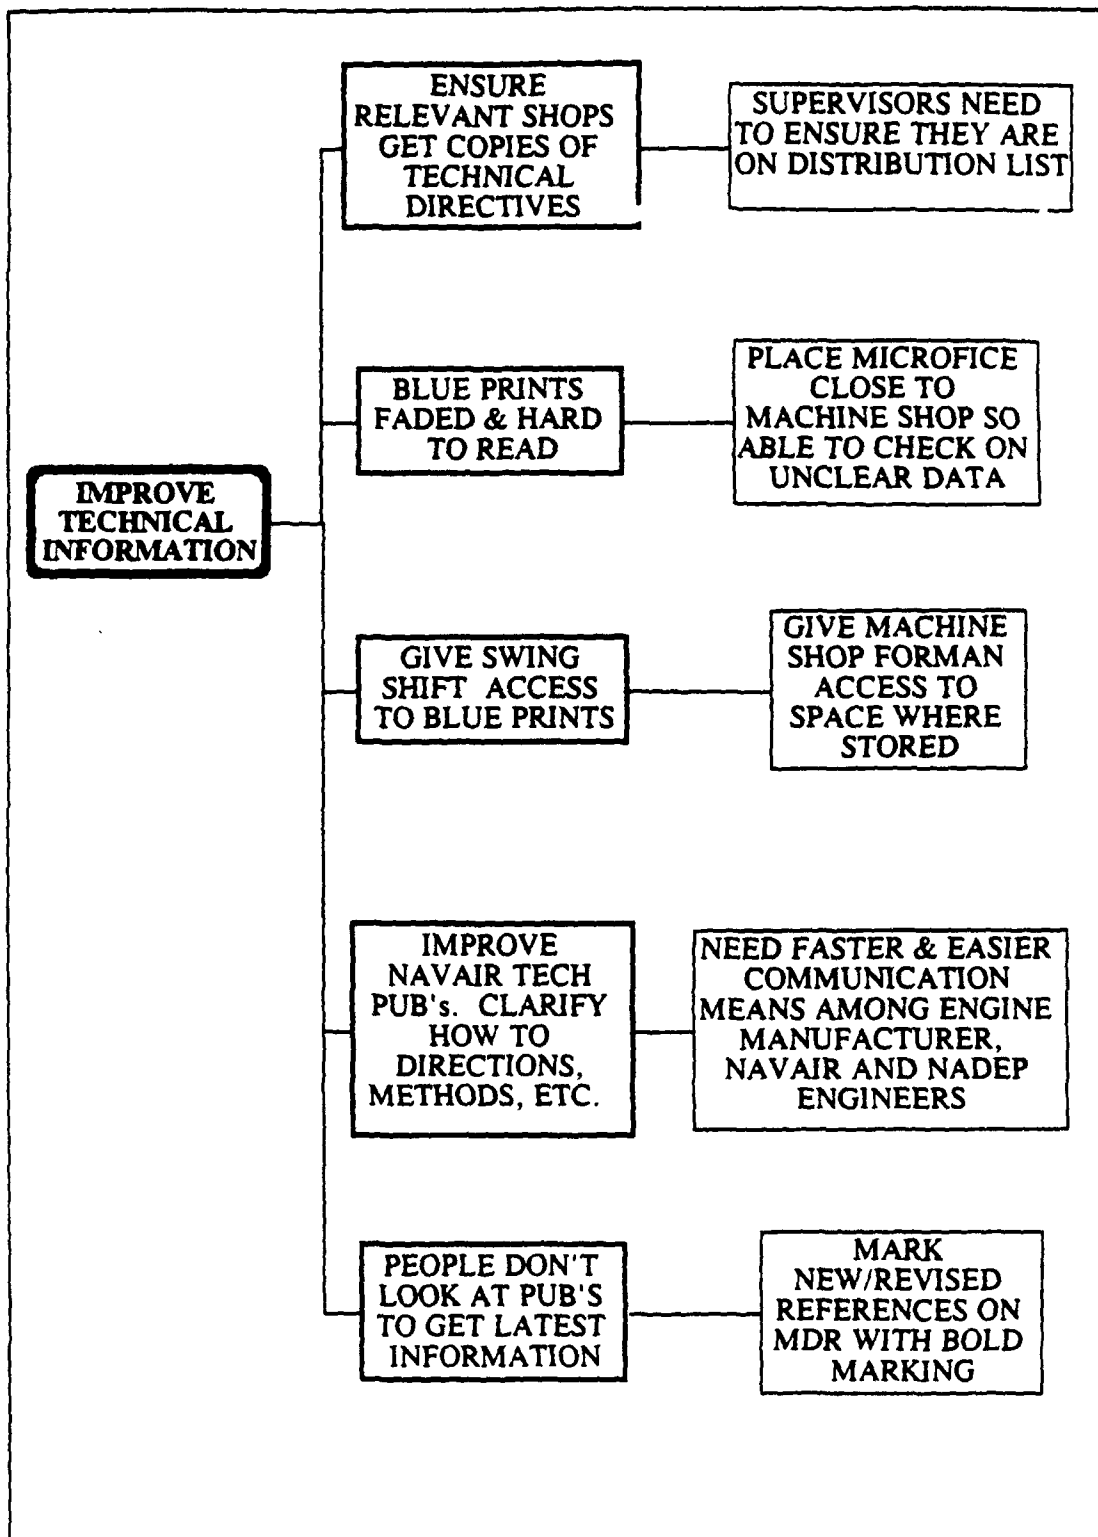 ENSURE
RELEVANT SHOPS
GET COPIES OF
TECHNICAL
DIRECTIVES
SUPERVISORS NEED
TO ENSURE THEY ARE
ON DISTRIBUTION LIST
BLUE PRINTS
FADED & HARD
TO READ
PLACE MICROFICE
CLOSE TO
MACHINE SHOP SO
ABLE TO CHECK ON
UNCLEAR DATA
IMPROVE
TECHNICAL
INFORMATION
GIVE SWING
SHIFT ACCESS
TO BLUE PRINTS
GIVE MACHINE
SHOP FORMAN
ACCESS TO
SPACE WHERE
STORED
IMPROVE
NAVAIR TECH
PUB's. CLARIFY
HOW TO
DIRECTIONS,
METHODS, ETC.
NEED FASTER & EASIER
COMMUNICATION
MEANS AMONG ENGINE
MANUFACTURER,
NAVAIR AND NADEP
ENGINEERS
PEOPLE DON'T
LOOK AT PUB'S
TO GET LATEST
INFORMATION
MARK
NEW/REVISED
REFERENCES ON
MDR WITH BOLD
MARKING